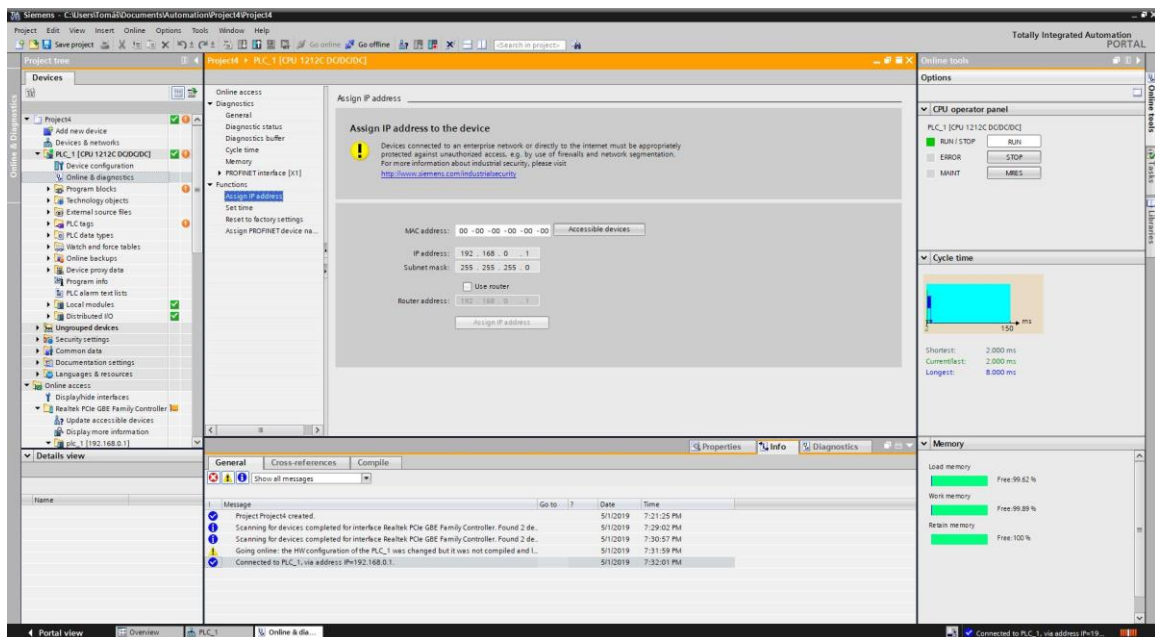 Siemens - C:\Users\Tomáš\Documents\Automation\Project4\Project4
Project Edit View Insert Online Options Tools Window Help
Totally Integrated Automation
PORTAL
Save project
Go online
Go offline
<Search in project>
Project tree
Project4 ▸ PLC_1 [CPU 1212C DC/DC/DC]
Online tools
Devices
Options
Project4
Add new device
Devices & networks
PLC_1 [CPU 1212C DC/DC/DC]
Device configuration
Online & diagnostics
Program blocks
Technology objects
External source files
PLC tags
PLC data types
Watch and force tables
Online backups
Device proxy data
Program info
PLC alarm text lists
Local modules
Distributed I/O
Ungrouped devices
Security settings
Common data
Documentation settings
Languages & resources
Online access
Display/hide interfaces
Realtek PCIe GBE Family Controller
Update accessible devices
Display more information
plc_1 [192.168.0.1]
Details view
Name
Online & Diagnostics
Online access
Diagnostics
General
Diagnostic status
Diagnostics buffer
Cycle time
Memory
PROFINET interface [X1]
Functions
Assign IP address
Set time
Reset to factory settings
Assign PROFINET device na...
Assign IP address
Assign IP address to the device
Devices connected to an enterprise network or directly to the internet must be appropriately
protected against unauthorized access, e.g. by use of firewalls and network segmentation.
For more information about industrial security, please visit
http://www.siemens.com/industrialsecurity
MAC address: 00 -00 -00 -00 -00 -00 Accessible devices
IP address: 192 . 168 . 0 . 1
Subnet mask: 255 . 255 . 255 . 0
Use router
Router address: 192 . 168 . 0 . 1
Assign IP address
Properties
Info
Diagnostics
General Cross-references Compile
Show all messages
! Message Go to ? Date Time
Project Project4 created. 5/1/2019 7:21:25 PM
Scanning for devices completed for interface Realtek PCIe GBE Family Controller. Found 2 de.. 5/1/2019 7:29:02 PM
Scanning for devices completed for interface Realtek PCIe GBE Family Controller. Found 2 de.. 5/1/2019 7:30:57 PM
Going online: the HW configuration of the PLC_1 was changed but it was not compiled and l... 5/1/2019 7:31:59 PM
Connected to PLC_1, via address IP=192.168.0.1. 5/1/2019 7:32:01 PM
CPU operator panel
PLC_1 [CPU 1212C DC/DC/DC]
RUN / STOP RUN
ERROR STOP
MAINT MRES
Cycle time
ms
2 150
Shortest: 2.000 ms
Current/last: 2.000 ms
Longest: 8.000 ms
Memory
Load memory
Free:99.62 %
Work memory
Free:99.89 %
Retain memory
Free:100 %
Online tools
Tasks
Libraries
Portal view
Overview
PLC_1
Online & dia...
Connected to PLC_1, via address IP=19...